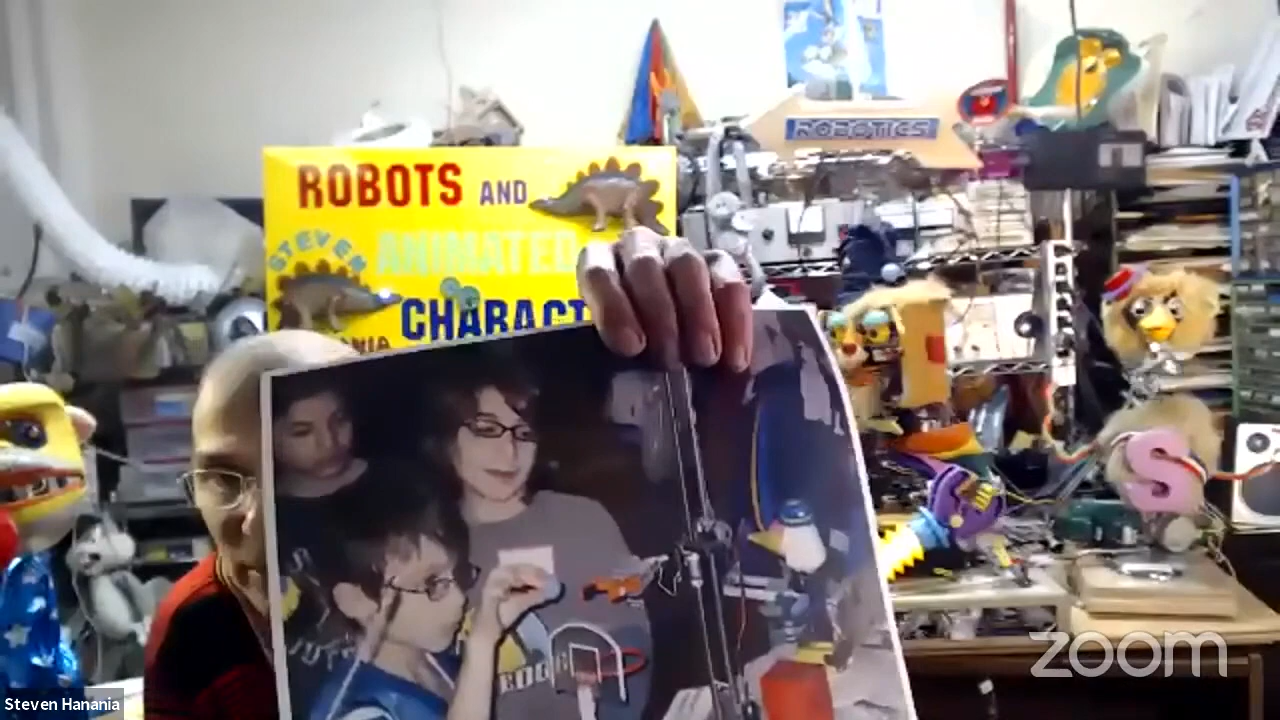 ROBOTICS
ROBOTS AND
STEVEN
ANIMATED
CHARACT
S
zoom
Steven Hanania